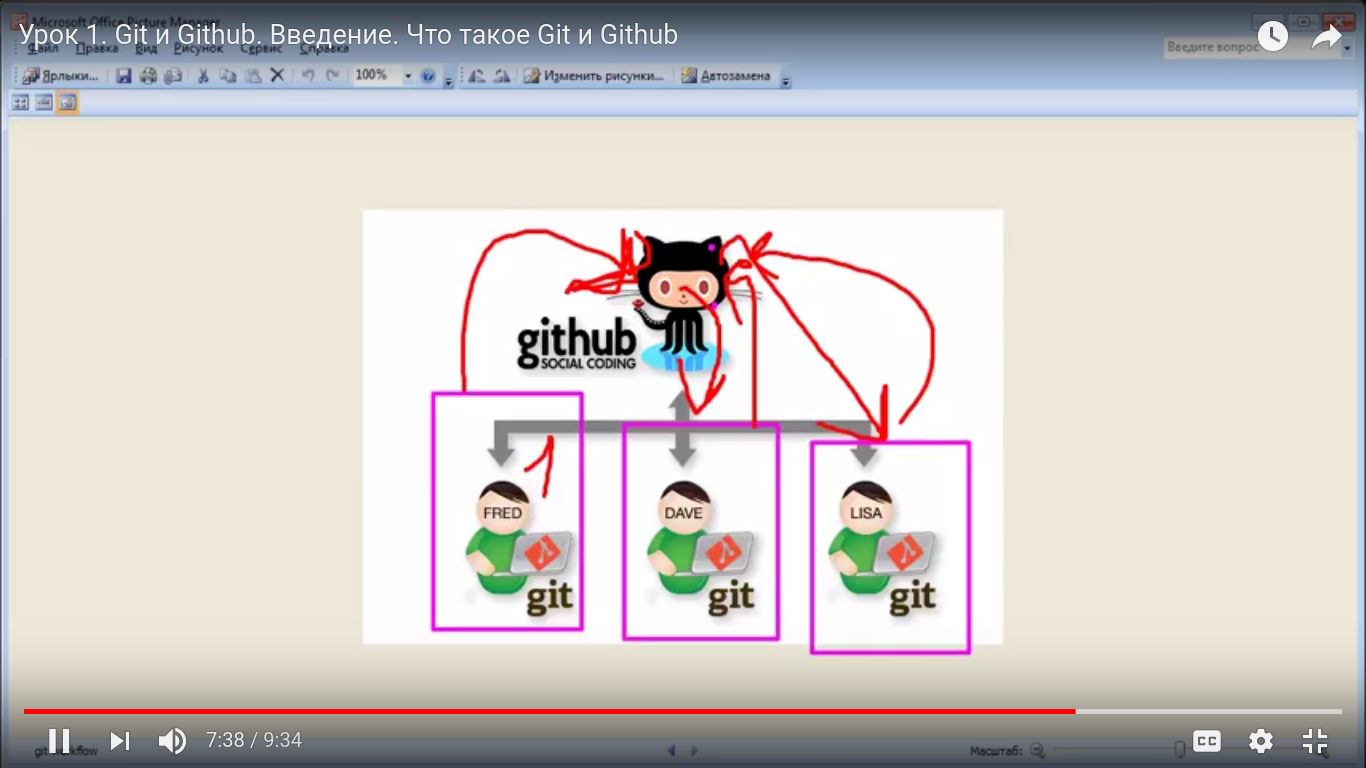 Microsoft Office Picture Manager
Урок 1. Git и Github. Введение. Что такое Git и Github
Файл Правка Вид Рисунок Сервис Справка
Введите вопрос
Ярлыки... 100% Изменить рисунки... Автозамена
github
SOCIAL CODING
1
FRED DAVE LISA
git git git
7:38 / 9:34 CC
git workflow Масштаб: